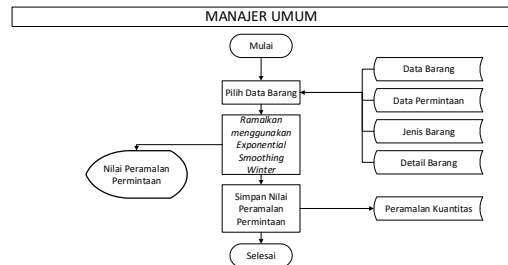 MANAJER UMUM
Mulai
Pilih Data Barang
Data Barang
Data Permintaan
Jenis Barang
Detail Barang
Ramalkan
menggunakan
Exponential
Smoothing
Winter
Nilai Peramalan
Permintaan
Simpan Nilai
Peramalan
Permintaan
Peramalan Kuantitas
Selesai